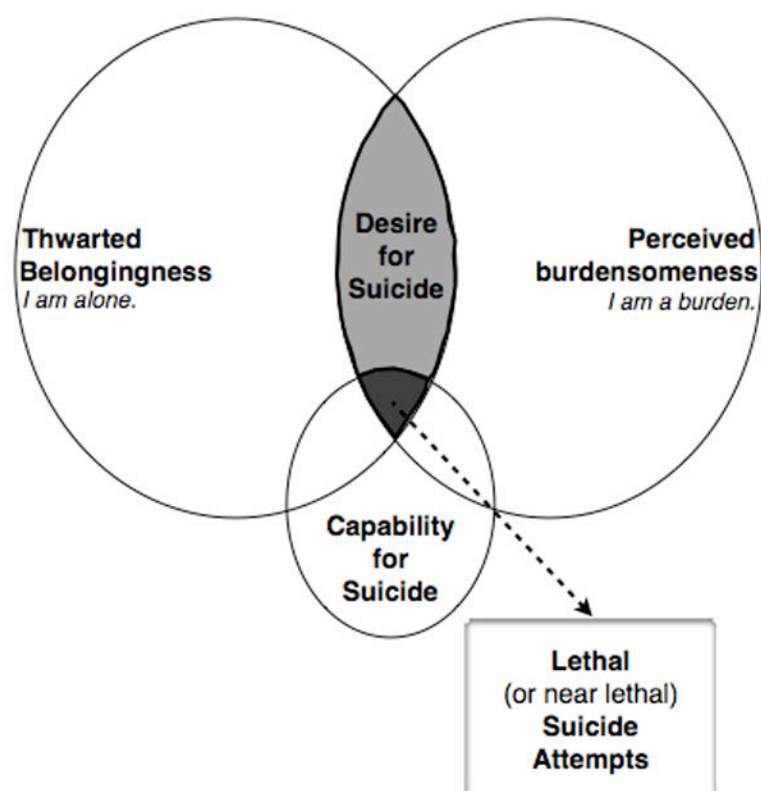 Thwarted
Belongingness
I am alone.
Desire
for
Suicide
Perceived
burdensomeness
I am a burden.
Capability
for
Suicide
Lethal
(or near lethal)
Suicide
Attempts